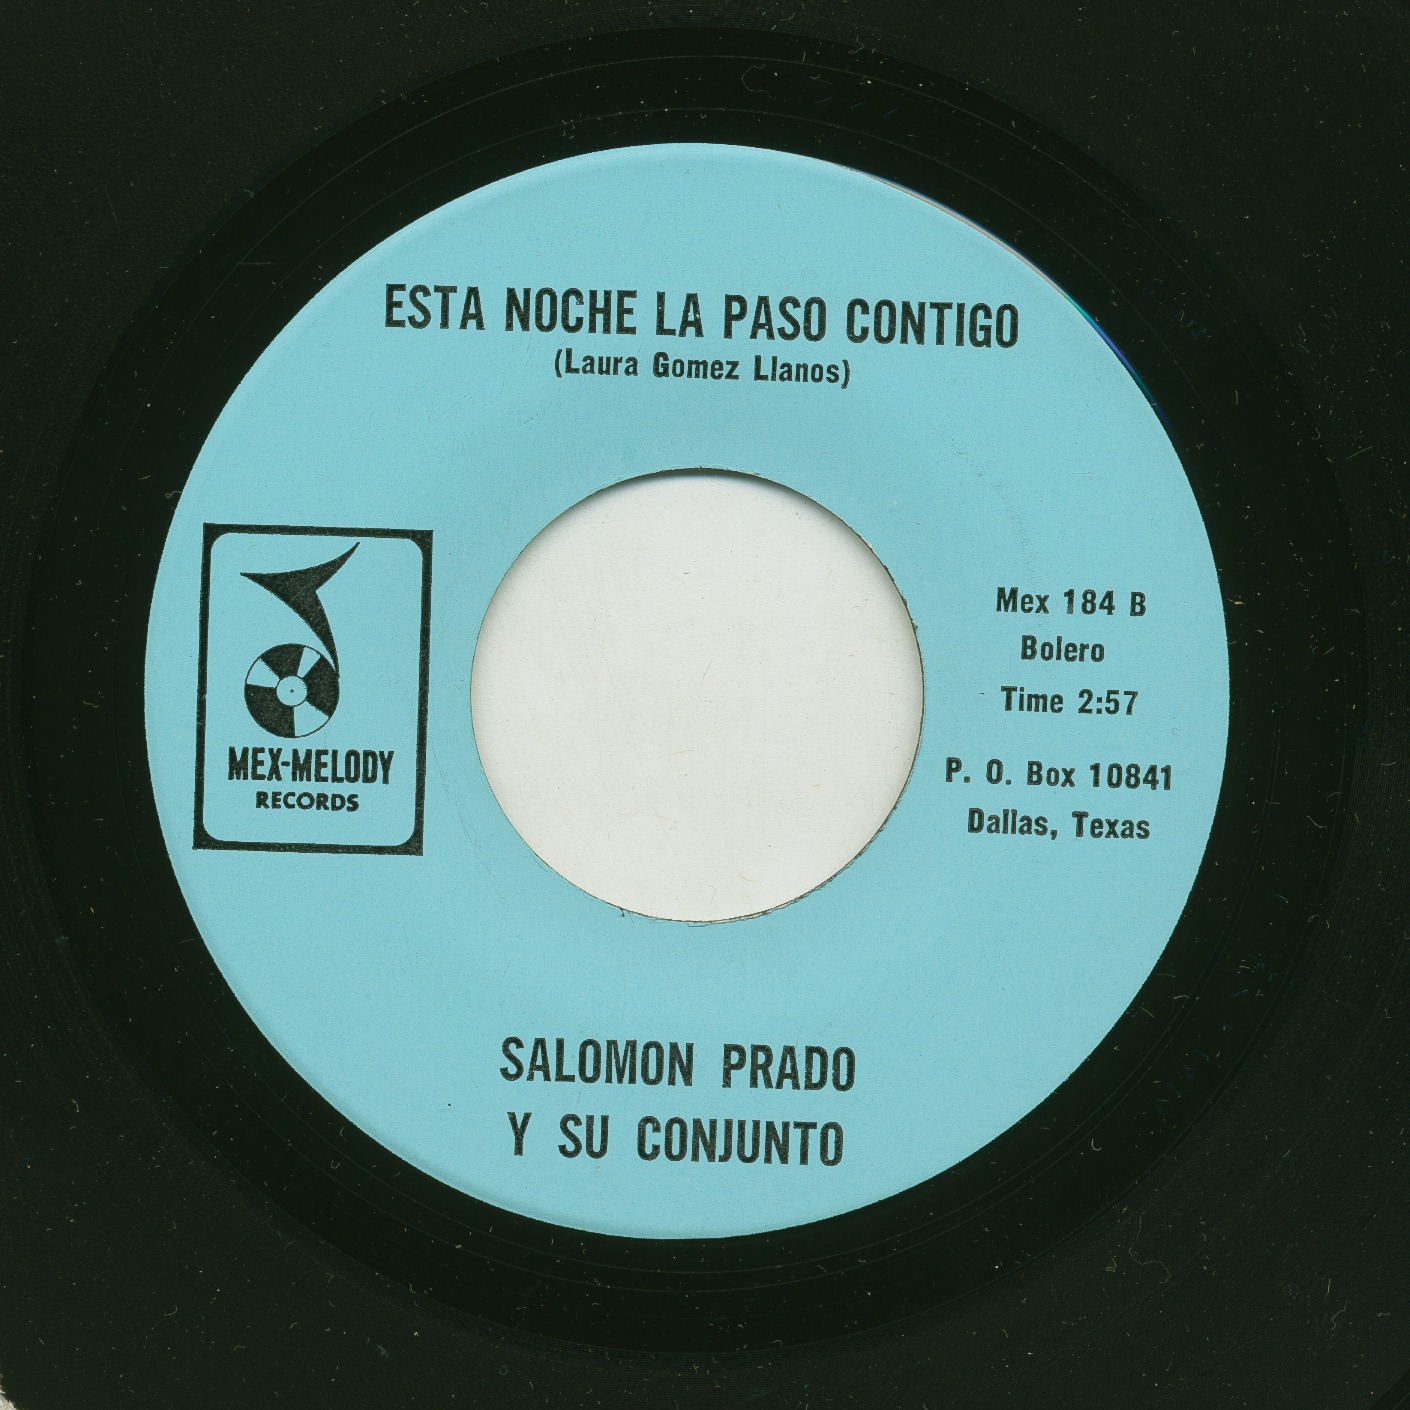 ESTA NOCHE LA PASO CONTIGO
(Laura Gomez Llanos)
MEX-MELODY
RECORDS
Mex 184 B
Bolero
Time 2:57
P. O. Box 10841
Dallas, Texas
SALOMON PRADO
Y SU CONJUNTO